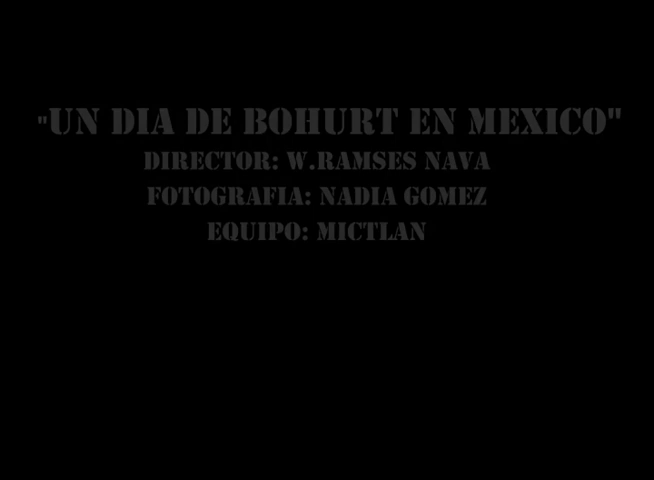 "UN DIA DE BOHURT EN MEXICO"
DIRECTOR: W.RAMSES NAVA
FOTOGRAFIA: NADIA GOMEZ
EQUIPO: MICTLAN